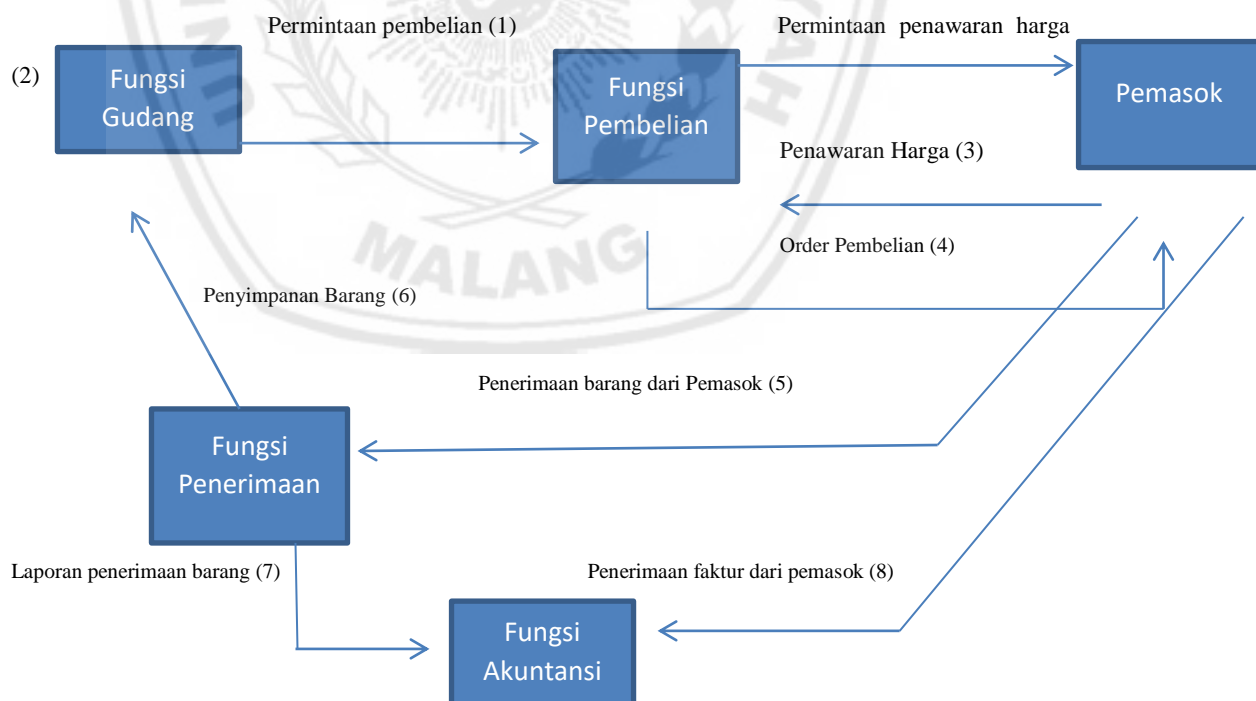 Permintaan pembelian (1)
Permintaan penawaran harga
(2)
Fungsi
Gudang
Fungsi
Pembelian
Pemasok
Penawaran Harga (3)
Order Pembelian (4)
MALANG
Penyimpanan Barang (6)
Penerimaan barang dari Pemasok (5)
Fungsi
Penerimaan
Laporan penerimaan barang (7)
Penerimaan faktur dari pemasok (8)
Fungsi
Akuntansi